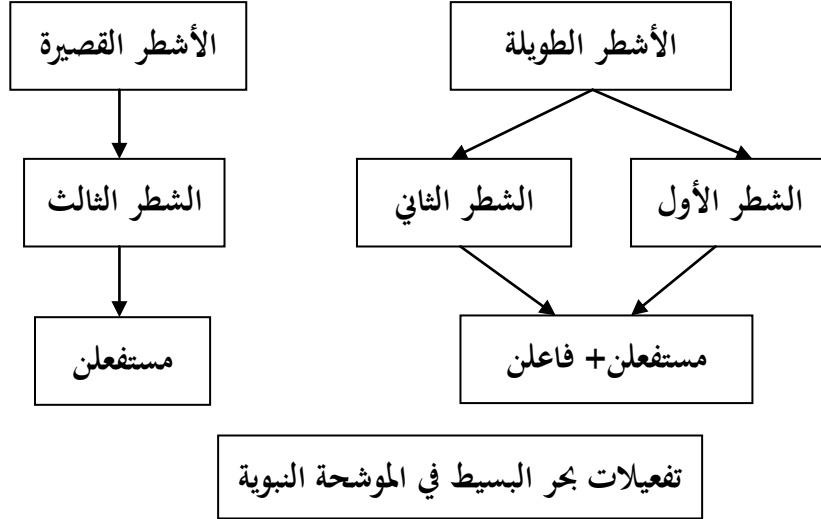 الأشطر الطويلة
الأشطر القصيرة
الشطر الأول
الشطر الثاني
الشطر الثالث
مستفعلن+ فاعلن
مستفعلن
تفعيلات بحر البسيط في الموشحة النبوية